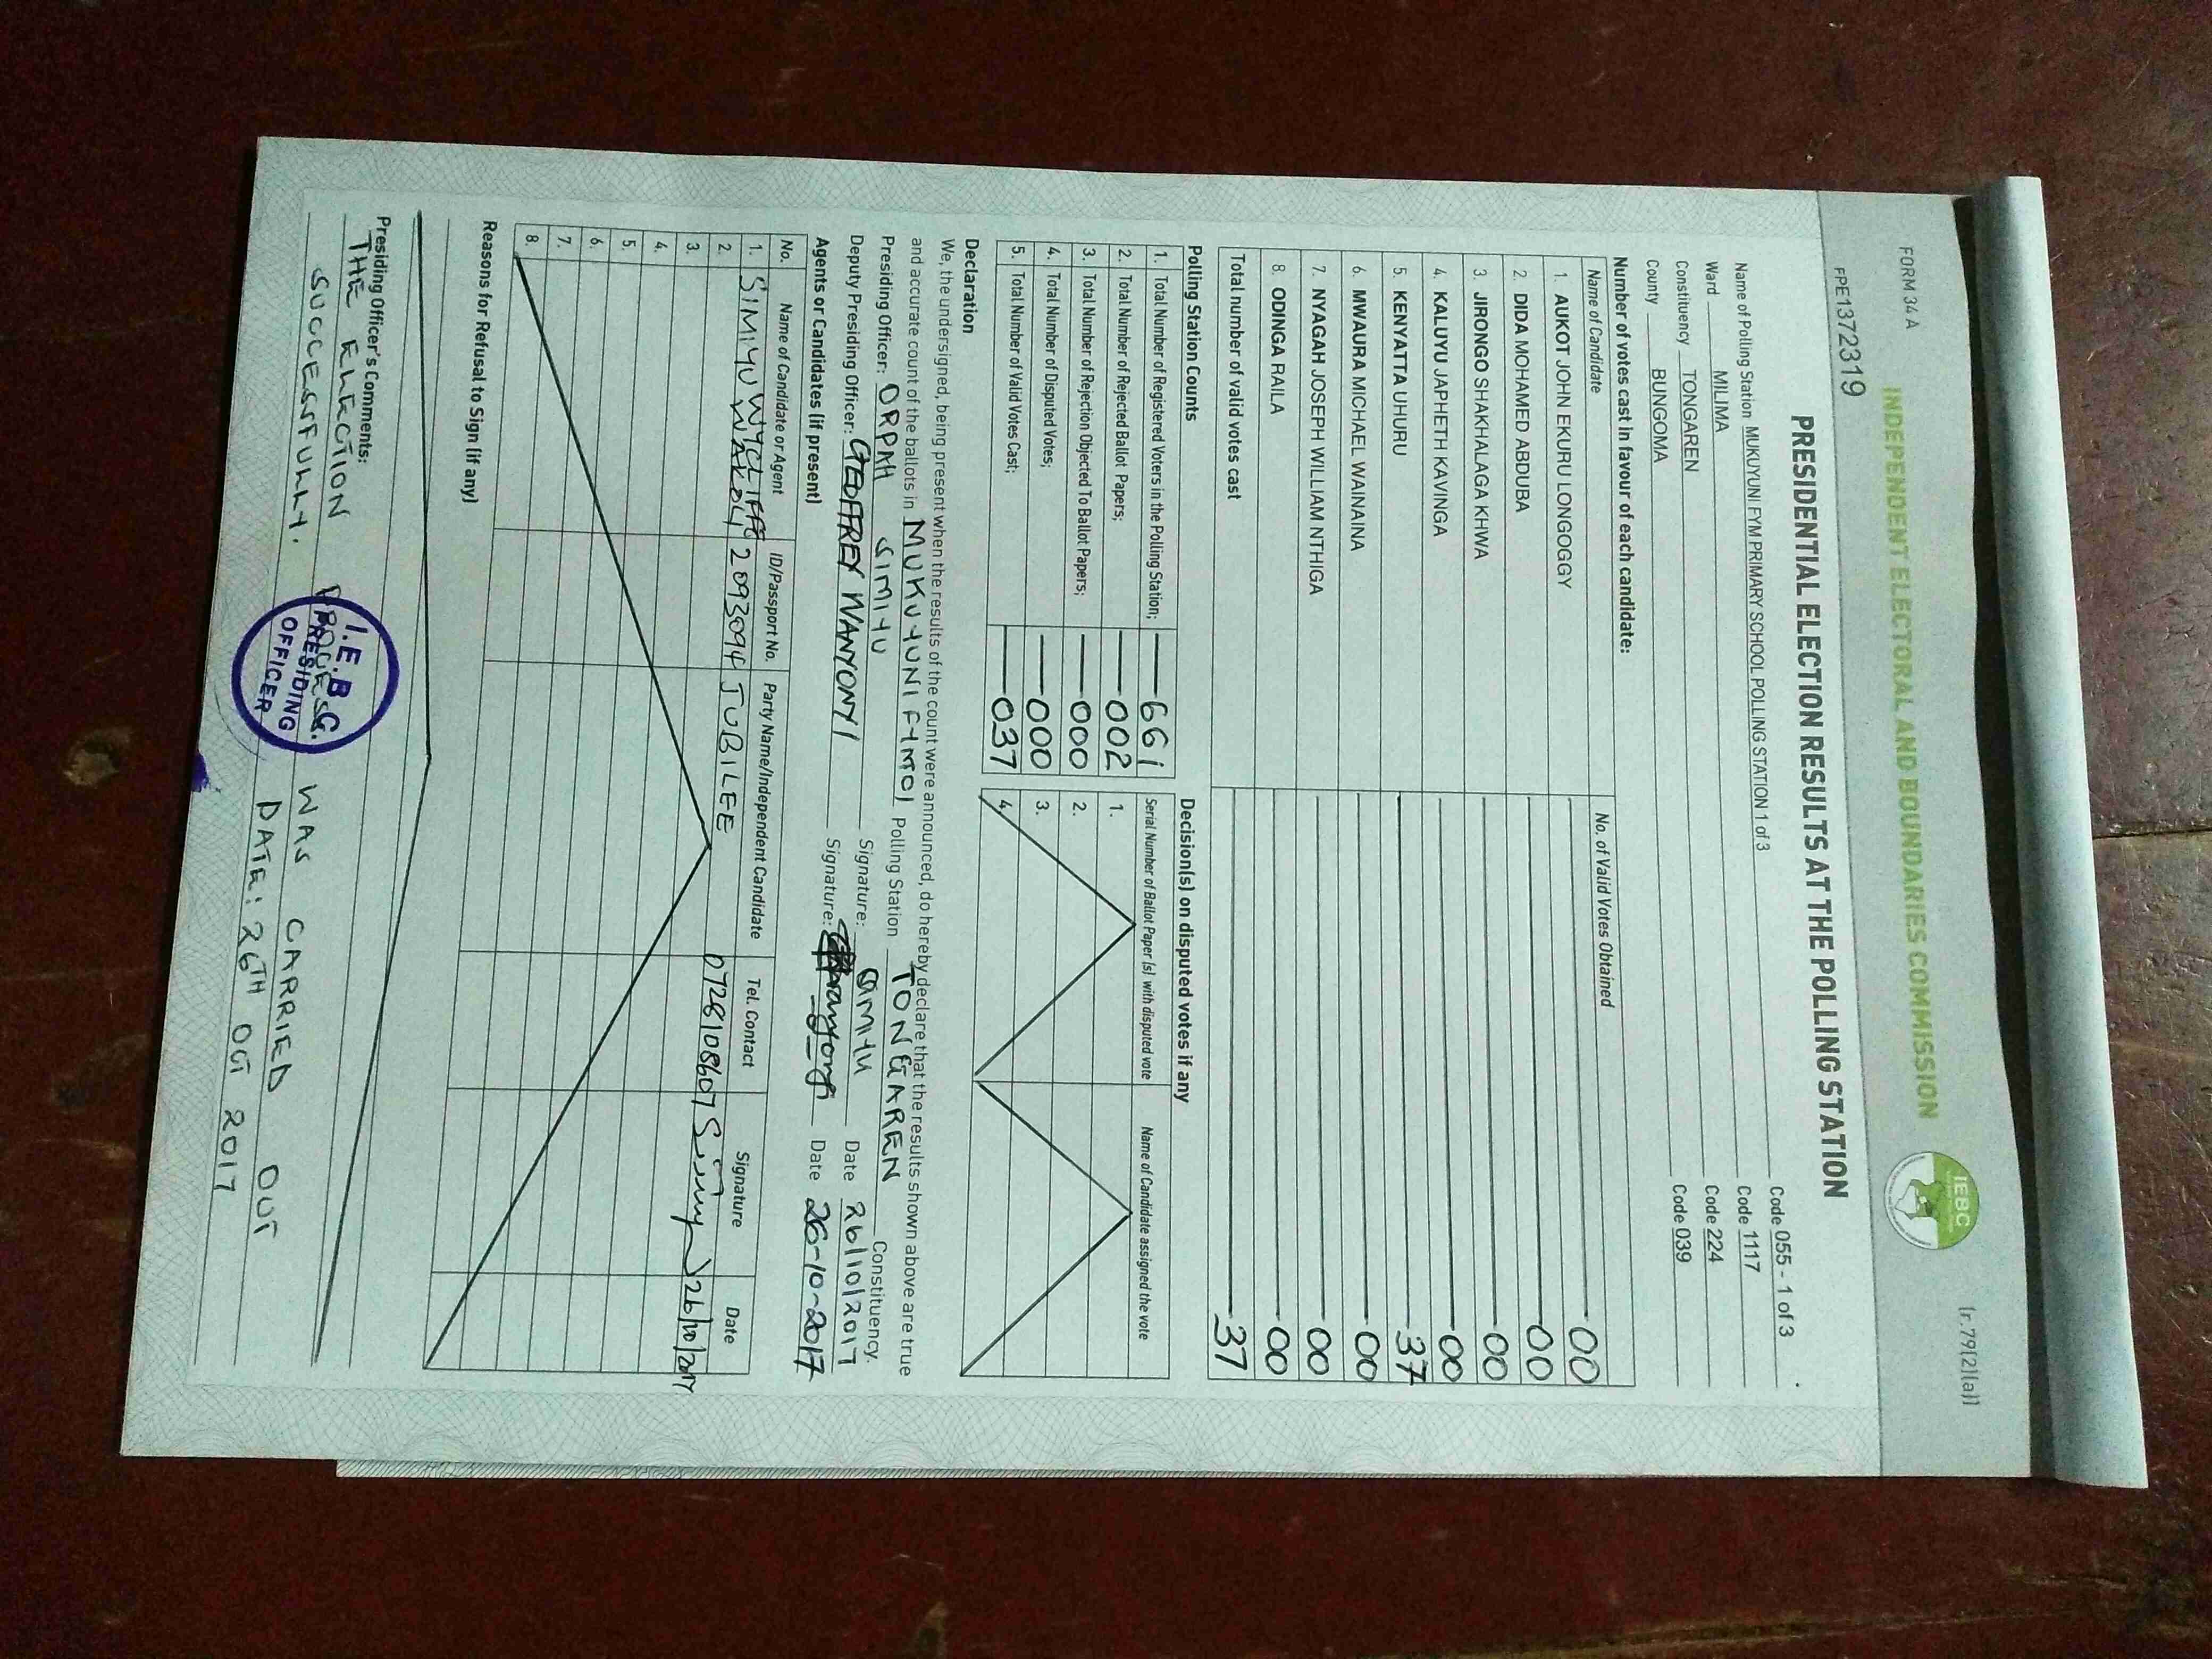 FORM 34 A
INDEPENDENT ELECTORAL AND BOUNDARIES COMMISSION
IEBC
[r.79(2)(a)]
FPE1372319
PRESIDENTIAL ELECTION RESULTS AT THE POLLING STATION
Name of Polling Station MUKUYUNI FYM PRIMARY SCHOOL POLLING STATION 1 of 3 Code 055 - 1 of 3
Ward MILIMA Code 1117
Constituency TONGAREN Code 224
County BUNGOMA Code 039
Number of votes cast in favour of each candidate:
Name of Candidate No. of Valid Votes Obtained
1. AUKOT JOHN EKURU LONGOGGY 00
2. DIDA MOHAMED ABDUBA 00
3. JIRONGO SHAKHALAGA KHWA 00
4. KALUYU JAPHETH KAVINGA 00
5. KENYATTA UHURU 37
6. MWAURA MICHAEL WAINAINA 00
7. NYAGAH JOSEPH WILLIAM NTHIGA 00
8. ODINGA RAILA 00
Total number of valid votes cast 37
Polling Station Counts
1. Total Number of Registered Voters in the Polling Station; 661
2. Total Number of Rejected Ballot Papers; 002
3. Total Number of Rejection Objected To Ballot Papers; 000
4. Total Number of Disputed Votes; 000
5. Total Number of Valid Votes Cast; 037
Decision(s) on disputed votes if any
Serial Number of Ballot Paper (s) with disputed vote Name of Candidate assigned the vote
1.
2.
3.
4.
Declaration
We, the undersigned, being present when the results of the count were announced, do hereby declare that the results shown above are true
and accurate count of the ballots in MUKUYUNI Polling Station TONGAREN Constituency.
Presiding Officer: ORPAH SIMIYU Signature: Date 26/10/2017
Deputy Presiding Officer: GEOFFREY WANYONYI Signature: Date 26-10-2017
Agents or Candidates (if present)
No. Name of Candidate or Agent ID/Passport No. Party Name/Independent Candidate Tel. Contact Signature Date
1. SIMIYU WYCLIFFE 2093094 JUBILEE 0728108607 26/10/2017
2.
3.
4.
5.
6.
7.
8.
Reasons for Refusal to Sign (if any)
Presiding Officer's Comments:
THE ELECTION PROCESS WAS CARRIED OUT
SUCCESSFULLY. DATE: 26TH OCT 2017
I.E.B.C.
PRESIDING
OFFICER